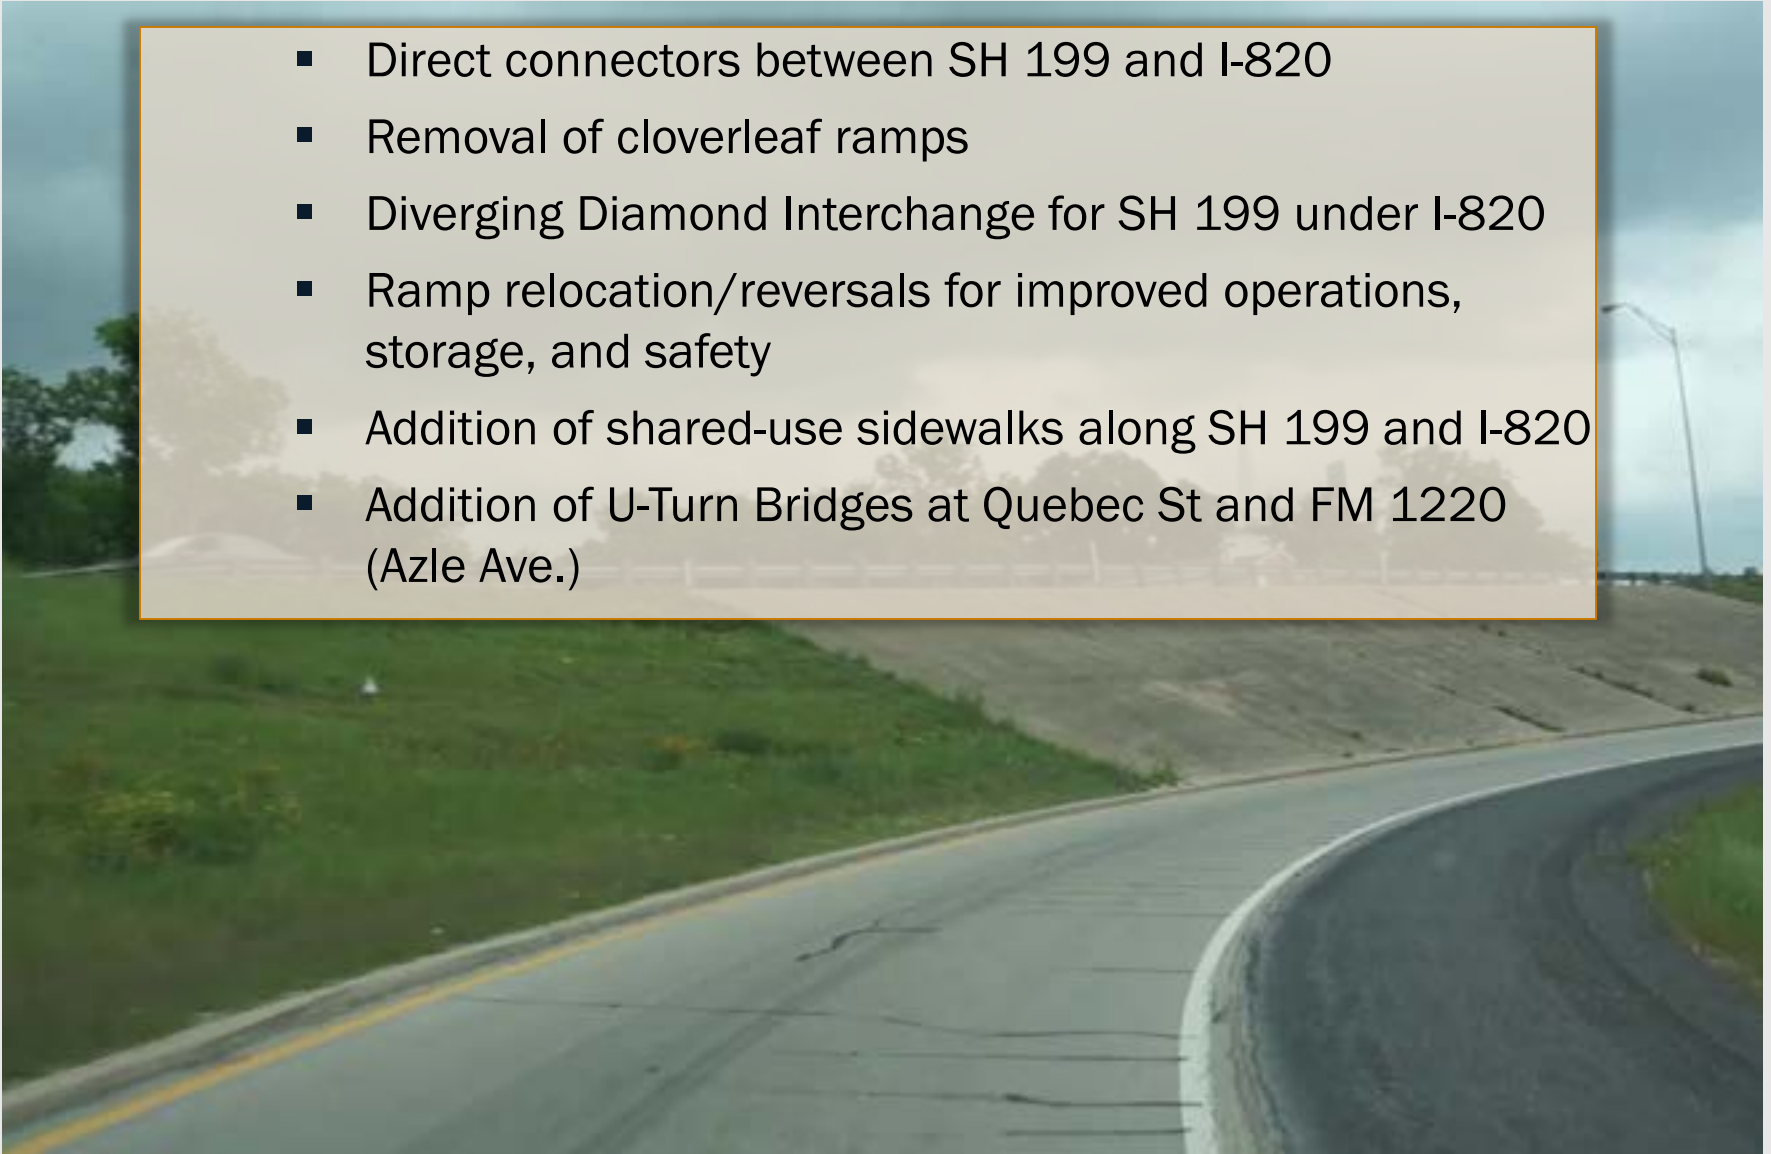 ▪ Direct connectors between SH 199 and I-820
▪ Removal of cloverleaf ramps
▪ Diverging Diamond Interchange for SH 199 under I-820
▪ Ramp relocation/reversals for improved operations,
storage, and safety
▪ Addition of shared-use sidewalks along SH 199 and I-820
▪ Addition of U-Turn Bridges at Quebec St and FM 1220
(Azle Ave.)